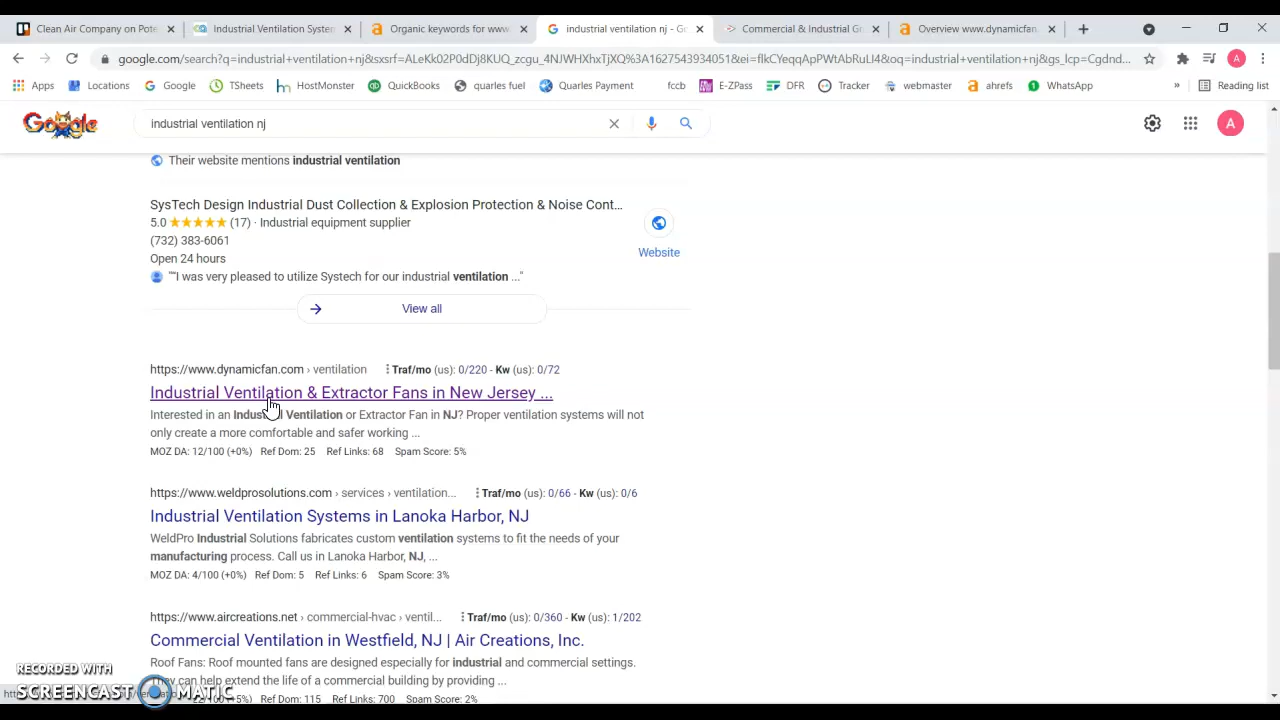 Clean Air Company on Pote
Industrial Ventilation System
Organic keywords for www
industrial ventilation nj - Go
Commercial & Industrial Gr
Overview www.dynamicfan.
google.com/search?q=industrial+ventilation+nj&sxsrf=ALeKk02P0dDj8KUQ_zcgu_4NJWHXhxTjXQ%3A1627543934051&ei=flkCYeqvApPWtAbRuLI4&oq=industrial+ventilation+nj&gs_lcp=Cgdnd...
Apps
Locations
Google
TSheets
HostMonster
QuickBooks
quarles fuel
Quarles Payment
fccb
E-ZPass
DFR
Tracker
webmaster
ahrefs
WhatsApp
»
Reading list
Google
industrial ventilation nj
A
Their website mentions industrial ventilation
SysTech Design Industrial Dust Collection & Explosion Protection & Noise Cont...
5.0 ★★★★★ (17) · Industrial equipment supplier
(732) 383-6061
Open 24 hours
Website
""I was very pleased to utilize Systech for our industrial ventilation ..."
View all
https://www.dynamicfan.com › ventilation Traf/mo (us): 0/220 - Kw (us): 0/72
Industrial Ventilation & Extractor Fans in New Jersey ...
Interested in an Industrial Ventilation or Extractor Fan in NJ? Proper ventilation systems will not
only create a more comfortable and safer working ...
MOZ DA: 12/100 (+0%) Ref Dom: 25 Ref Links: 68 Spam Score: 5%
https://www.weldprosolutions.com › services › ventilation... Traf/mo (us): 0/66 - Kw (us): 0/6
Industrial Ventilation Systems in Lanoka Harbor, NJ
WeldPro Industrial Solutions fabricates custom ventilation systems to fit the needs of your
manufacturing process. Call us in Lanoka Harbor, NJ, ...
MOZ DA: 4/100 (+0%) Ref Dom: 5 Ref Links: 6 Spam Score: 3%
https://www.aircreations.net › commercial-hvac › ventil... Traf/mo (us): 0/360 - Kw (us): 1/202
Commercial Ventilation in Westfield, NJ | Air Creations, Inc.
Roof Fans: Roof mounted fans are designed especially for industrial and commercial settings.
They can help extend the life of a commercial building by providing ...
22/100 (+5%) Ref Dom: 115 Ref Links: 700 Spam Score: 2%
RECORDED WITH
SCREENCAST MATIC